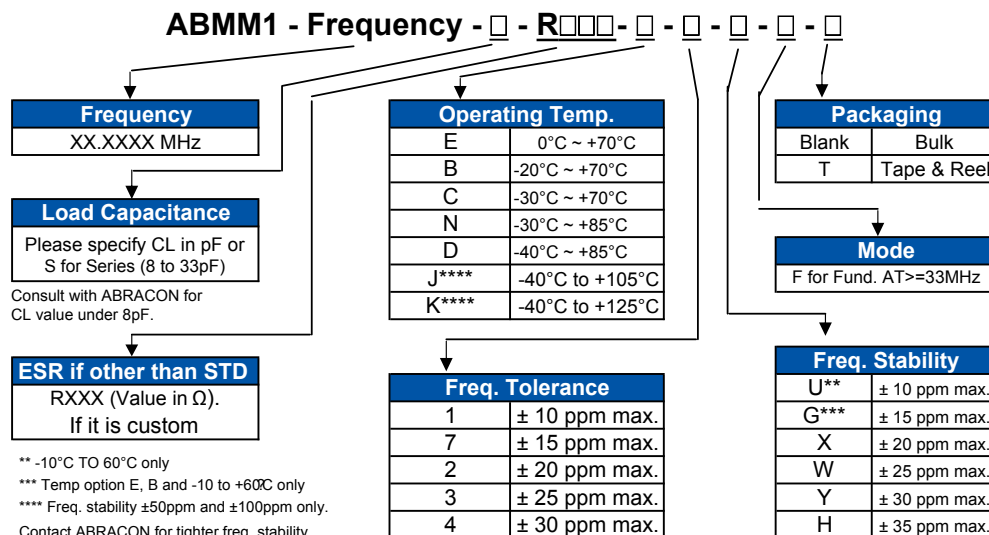 ABMM1 - Frequency - □ - R□□□- □ - □ - □ - □ - □
Frequency
XX.XXXX MHz
Load Capacitance
Please specify CL in pF or
S for Series (8 to 33pF)
Consult with ABRACON for
CL value under 8pF.
ESR if other than STD
RXXX (Value in Ω).
If it is custom
** -10°C TO 60°C only
*** Temp option E, B and -10 to +60?C only
**** Freq. stability ±50ppm and ±100ppm only.
Contact ABRACON for tighter freq. stability
Operating Temp.
E 0°C ~ +70°C
B -20°C ~ +70°C
C -30°C ~ +70°C
N -30°C ~ +85°C
D -40°C ~ +85°C
J**** -40°C to +105°C
K**** -40°C to +125°C
Freq. Tolerance
1 ± 10 ppm max.
7 ± 15 ppm max.
2 ± 20 ppm max.
3 ± 25 ppm max.
4 ± 30 ppm max.
Packaging
Blank Bulk
T Tape & Reel
Mode
F for Fund. AT>=33MHz
Freq. Stability
U** ± 10 ppm max.
G*** ± 15 ppm max.
X ± 20 ppm max.
W ± 25 ppm max.
Y ± 30 ppm max.
H ± 35 ppm max.